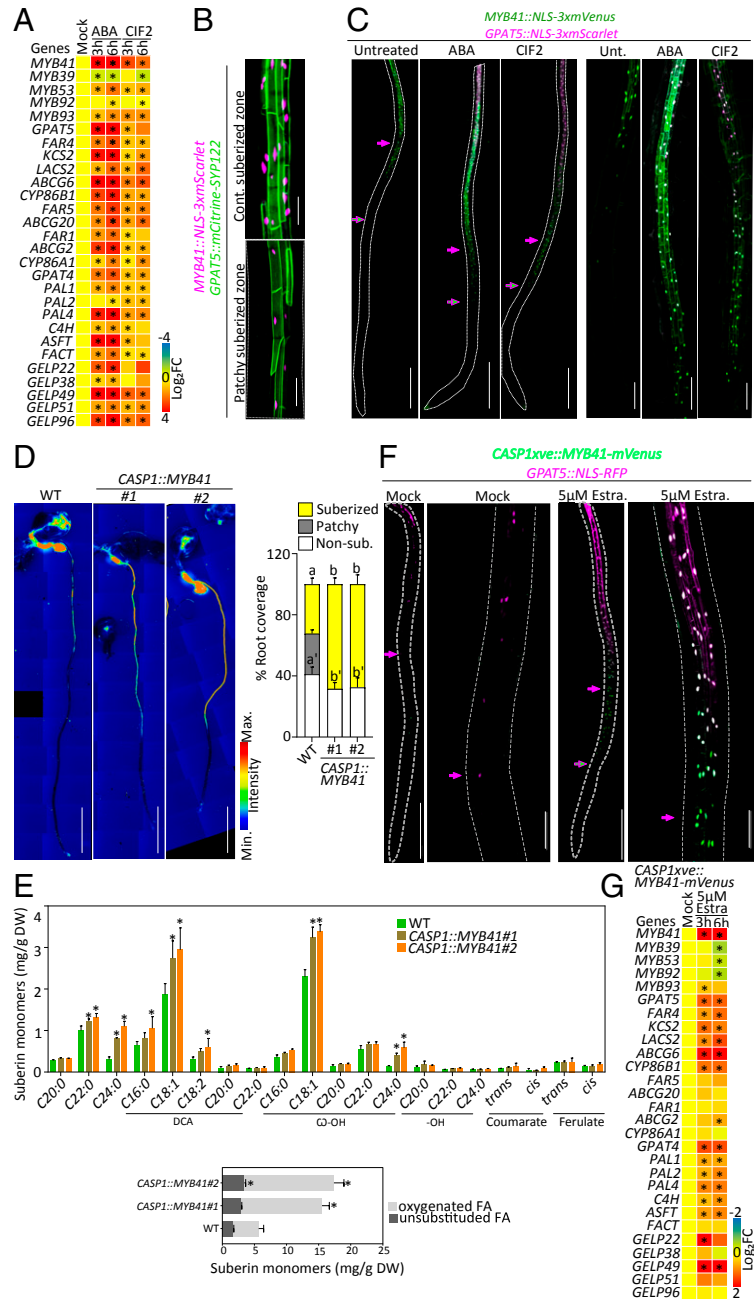 A
Mock
ABA
CIF2
Genes
3h
6h
3h
6h
MYB41
MYB39
MYB53
MYB92
MYB93
GPAT5
FAR4
KCS2
LACS2
ABCG6
CYP86B1
FAR5
ABCG20
FAR1
ABCG2
CYP86A1
GPAT4
PAL1
PAL2
PAL4
C4H
ASFT
FACT
GELP22
GELP38
GELP49
GELP51
GELP96
-4
4
Log2FC
B
MYB41::NLS-3xmScarlet
GPAT5::mCitrine-SYP122
Cont. suberized zone
Patchy suberized zone
C
MYB41::NLS-3xmVenus
GPAT5::NLS-3xmScarlet
Untreated
ABA
CIF2
Unt.
ABA
CIF2
D
CASP1::MYB41
WT
#1
#2
Min.
Intensity
Max.
Suberized
Patchy
Non-sub.
120
80
40
0
% Root coverage
a
b
b
a'
b'
b'
WT
#1
#2
CASP1::
MYB41
F
CASP1xve::MYB41-mVenus
GPAT5::NLS-RFP
Mock
Mock
5µM Estra.
5µM Estra.
E
Suberin monomers (mg/g DW)
4
3
2
1
0
WT
CASP1::MYB41#1
CASP1::MYB41#2
C20:0
C22:0
C24:0
C16:0
C18:1
C18:2
C20:0
C22:0
C16:0
C18:1
C20:0
C22:0
C24:0
C20:0
C22:0
C24:0
trans
cis
trans
cis
DCA
Ω-OH
-OH
Coumarate
Ferulate
CASP1::MYB41#2
CASP1::MYB41#1
WT
oxygenated FA
unsubstituded FA
0
5
10
15
20
25
Suberin monomers (mg/g DW)
G
CASP1xve::
MYB41-mVenus
Mock
5µM
Estra
Genes
3h
6h
MYB41
MYB39
MYB53
MYB92
MYB93
GPAT5
FAR4
KCS2
LACS2
ABCG6
CYP86B1
FAR5
ABCG20
FAR1
ABCG2
CYP86A1
GPAT4
PAL1
PAL2
PAL4
C4H
ASFT
FACT
GELP22
GELP38
GELP49
GELP51
GELP96
-2
2
Log2FC